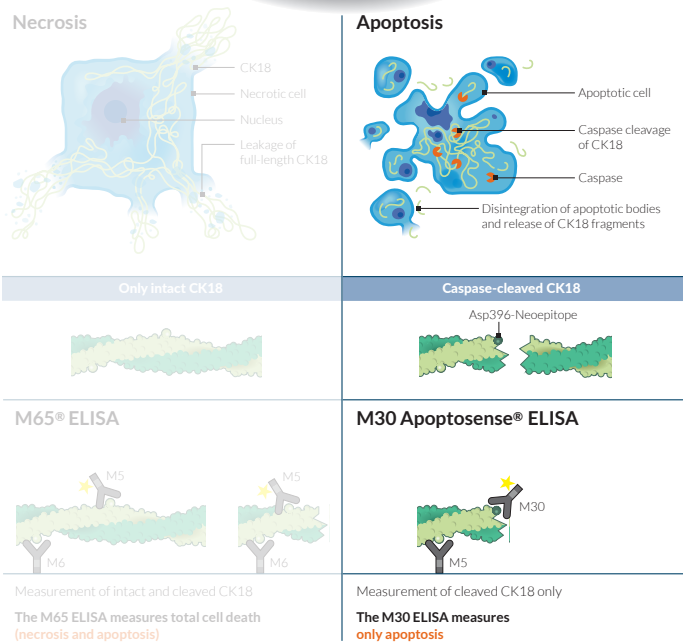 Necrosis
CK18
Necrotic cell
Nucleus
Leakage of
full-length CK18
Apoptosis
Apoptotic cell
Caspase cleavage
of CK18
Caspase
Disintegration of apoptotic bodies
and release of CK18 fragments
Only intact CK18
Caspase-cleaved CK18
Asp396-Neoepitope
M65® ELISA
M5
M5
M6
M6
M30 Apoptosense® ELISA
M30
M5
Measurement of intact and cleaved CK18
The M65 ELISA measures total cell death
(necrosis and apoptosis)
Measurement of cleaved CK18 only
The M30 ELISA measures
only apoptosis